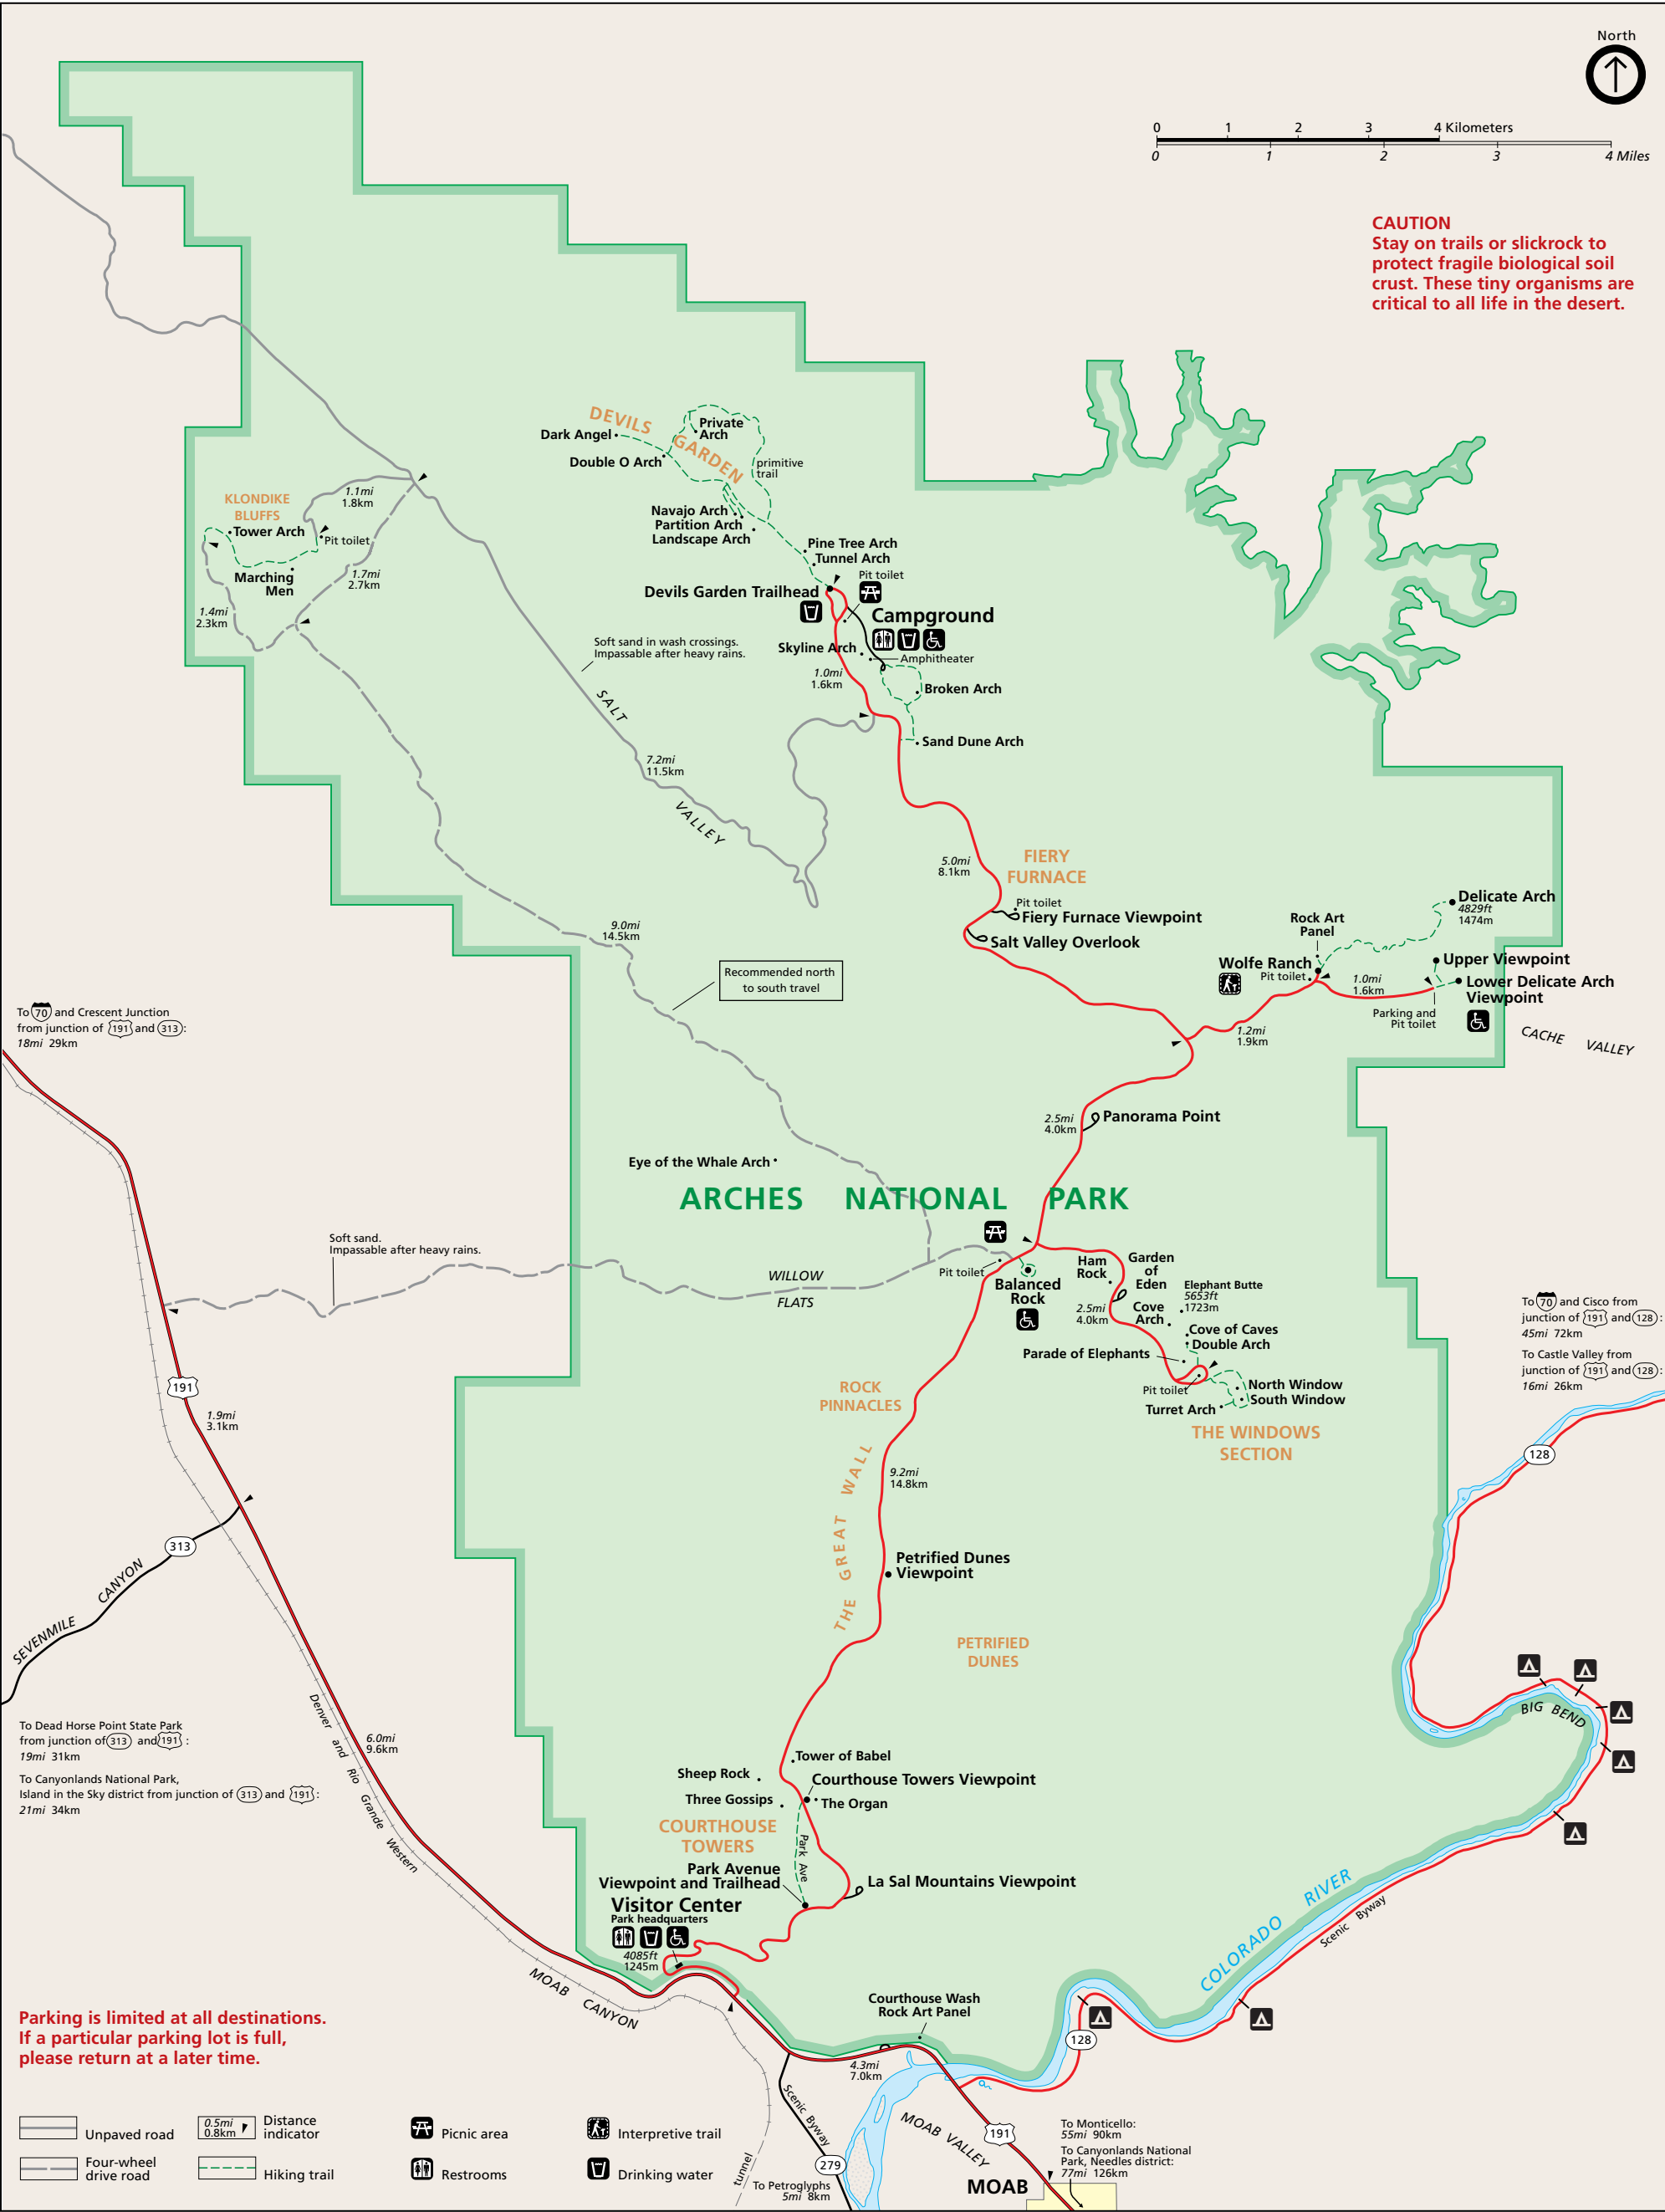 North
0 1 2 3 4 Kilometers
0 1 2 3 4 Miles
CAUTION
Stay on trails or slickrock to
protect fragile biological soil
crust. These tiny organisms are
critical to all life in the desert.
DEVILS
GARDEN
Private
Arch
Dark Angel
Double O Arch
primitive
trail
KLONDIKE
BLUFFS
1.1mi
1.8km
Tower Arch
Pit toilet
Marching
Men
1.7mi
2.7km
1.4mi
2.3km
Navajo Arch
Partition Arch
Landscape Arch
Pine Tree Arch
Tunnel Arch
Pit toilet
Devils Garden Trailhead
Campground
Skyline Arch
Amphitheater
1.0mi
1.6km
Broken Arch
Sand Dune Arch
Soft sand in wash crossings.
Impassable after heavy rains.
SALT
VALLEY
7.2mi
11.5km
5.0mi
8.1km
FIERY
FURNACE
Pit toilet
Fiery Furnace Viewpoint
Salt Valley Overlook
Delicate Arch
4829ft
1474m
Rock Art
Panel
Wolfe Ranch
Pit toilet
Upper Viewpoint
Lower Delicate Arch
Viewpoint
1.0mi
1.6km
Parking and
Pit toilet
1.2mi
1.9km
CACHE VALLEY
9.0mi
14.5km
Recommended north
to south travel
To 70 and Crescent Junction
from junction of 191 and 313:
18mi 29km
2.5mi
4.0km
Panorama Point
Eye of the Whale Arch
ARCHES NATIONAL PARK
Soft sand.
Impassable after heavy rains.
WILLOW
FLATS
Pit toilet
Balanced
Rock
Ham
Rock
Garden
of
Eden
Elephant Butte
5653ft
1723m
2.5mi
4.0km
Cove
Arch
Cove of Caves
Double Arch
Parade of Elephants
Pit toilet
North Window
South Window
Turret Arch
THE WINDOWS
SECTION
To 70 and Cisco from
junction of 191 and 128:
45mi 72km
To Castle Valley from
junction of 191 and 128:
16mi 26km
128
191
1.9mi
3.1km
ROCK
PINNACLES
THE GREAT WALL
9.2mi
14.8km
313
SEVENMILE CANYON
Petrified Dunes
Viewpoint
PETRIFIED
DUNES
BIG BEND
Denver and Rio Grande Western
6.0mi
9.6km
To Dead Horse Point State Park
from junction of 313 and 191 :
19mi 31km
To Canyonlands National Park,
Island in the Sky district from junction of 313 and 191 :
21mi 34km
Tower of Babel
Sheep Rock
Courthouse Towers Viewpoint
Three Gossips
The Organ
COURTHOUSE
TOWERS
Park Ave
Park Avenue
Viewpoint and Trailhead
La Sal Mountains Viewpoint
Visitor Center
Park headquarters
4085ft
1245m
COLORADO RIVER
Scenic Byway
MOAB CANYON
Courthouse Wash
Rock Art Panel
128
4.3mi
7.0km
Parking is limited at all destinations.
If a particular parking lot is full,
please return at a later time.
Scenic Byway
MOAB VALLEY
191
279
tunnel
To Petroglyphs
5mi 8km
To Monticello:
55mi 90km
To Canyonlands National
Park, Needles district:
77mi 126km
MOAB
Unpaved road
0.5mi
0.8km
Distance
indicator
Picnic area
Interpretive trail
Four-wheel
drive road
Hiking trail
Restrooms
Drinking water